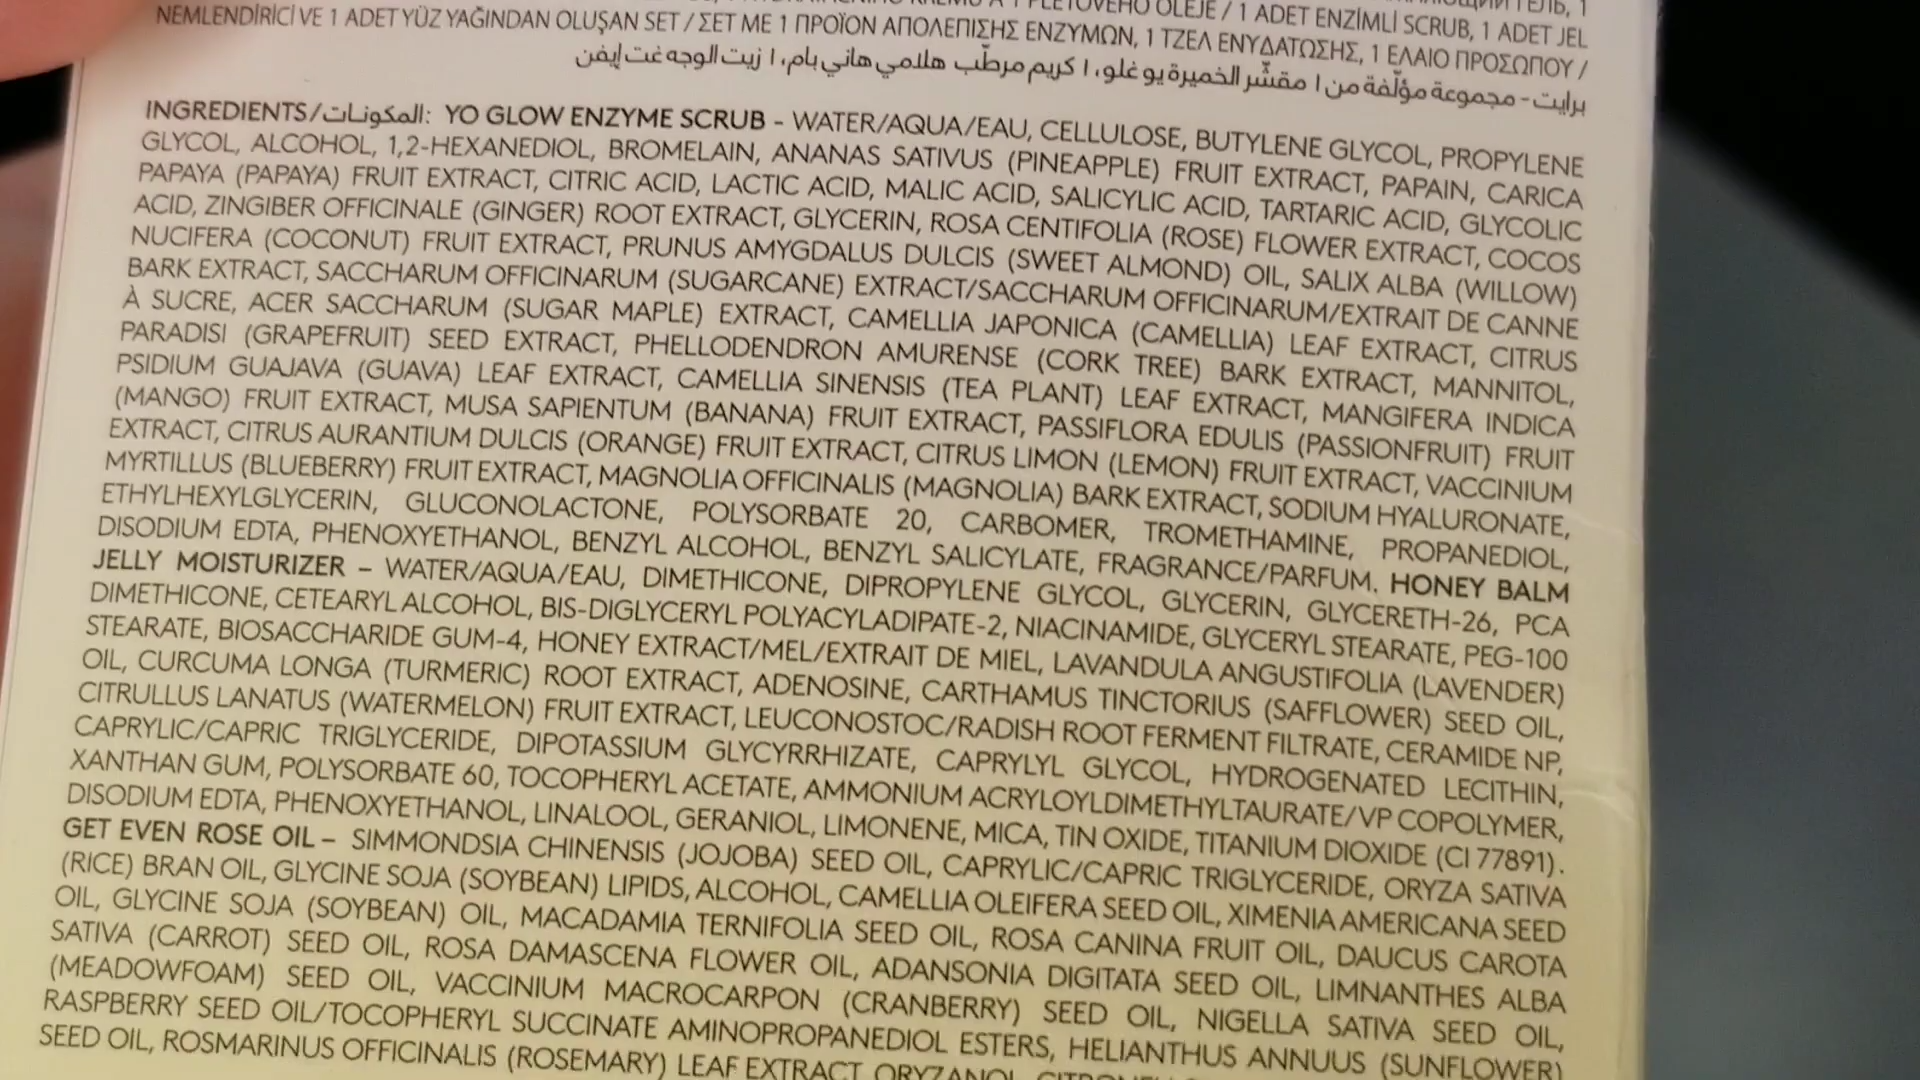 1 PLEŤOVÉHO OLEJE / 1 ADET ENZİMLİ SCRUB, 1 ADET JEL
NEMLENDİRİCİ VE 1 ADET YÜZ YAĞINDAN OLUŞAN SET / ΣΕΤ ΜΕ 1 ΠΡΟΪΟΝ ΑΠΟΛΕΠΙΣΗΣ ΕΝΖΥΜΩΝ, 1 ΤΖΕΛ ΕΝΥΔΑΤΩΣΗΣ, 1 ΕΛΑΙΟ ΠΡΟΣΩΠΟΥ /
برايت - مجموعة مؤلّفة من ١ مقشّر الخميرة يو غلو، ١ كريم مرطّب هلامي هاني بام، ١ زيت الوجه غت إيفن
INGREDIENTS/المكونات: YO GLOW ENZYME SCRUB - WATER/AQUA/EAU, CELLULOSE, BUTYLENE GLYCOL, PROPYLENE
GLYCOL, ALCOHOL, 1,2-HEXANEDIOL, BROMELAIN, ANANAS SATIVUS (PINEAPPLE) FRUIT EXTRACT, PAPAIN, CARICA
PAPAYA (PAPAYA) FRUIT EXTRACT, CITRIC ACID, LACTIC ACID, MALIC ACID, SALICYLIC ACID, TARTARIC ACID, GLYCOLIC
ACID, ZINGIBER OFFICINALE (GINGER) ROOT EXTRACT, GLYCERIN, ROSA CENTIFOLIA (ROSE) FLOWER EXTRACT, COCOS
NUCIFERA (COCONUT) FRUIT EXTRACT, PRUNUS AMYGDALUS DULCIS (SWEET ALMOND) OIL, SALIX ALBA (WILLOW)
BARK EXTRACT, SACCHARUM OFFICINARUM (SUGARCANE) EXTRACT/SACCHARUM OFFICINARUM/EXTRAIT DE CANNE
À SUCRE, ACER SACCHARUM (SUGAR MAPLE) EXTRACT, CAMELLIA JAPONICA (CAMELLIA) LEAF EXTRACT, CITRUS
PARADISI (GRAPEFRUIT) SEED EXTRACT, PHELLODENDRON AMURENSE (CORK TREE) BARK EXTRACT, MANNITOL,
PSIDIUM GUAJAVA (GUAVA) LEAF EXTRACT, CAMELLIA SINENSIS (TEA PLANT) LEAF EXTRACT, MANGIFERA INDICA
(MANGO) FRUIT EXTRACT, MUSA SAPIENTUM (BANANA) FRUIT EXTRACT, PASSIFLORA EDULIS (PASSIONFRUIT) FRUIT
EXTRACT, CITRUS AURANTIUM DULCIS (ORANGE) FRUIT EXTRACT, CITRUS LIMON (LEMON) FRUIT EXTRACT, VACCINIUM
MYRTILLUS (BLUEBERRY) FRUIT EXTRACT, MAGNOLIA OFFICINALIS (MAGNOLIA) BARK EXTRACT, SODIUM HYALURONATE,
ETHYLHEXYLGLYCERIN, GLUCONOLACTONE, POLYSORBATE 20, CARBOMER, TROMETHAMINE, PROPANEDIOL,
DISODIUM EDTA, PHENOXYETHANOL, BENZYL ALCOHOL, BENZYL SALICYLATE, FRAGRANCE/PARFUM. HONEY BALM
JELLY MOISTURIZER – WATER/AQUA/EAU, DIMETHICONE, DIPROPYLENE GLYCOL, GLYCERIN, GLYCERETH-26, PCA
DIMETHICONE, CETEARYL ALCOHOL, BIS-DIGLYCERYL POLYACYLADIPATE-2, NIACINAMIDE, GLYCERYL STEARATE, PEG-100
STEARATE, BIOSACCHARIDE GUM-4, HONEY EXTRACT/MEL/EXTRAIT DE MIEL, LAVANDULA ANGUSTIFOLIA (LAVENDER)
OIL, CURCUMA LONGA (TURMERIC) ROOT EXTRACT, ADENOSINE, CARTHAMUS TINCTORIUS (SAFFLOWER) SEED OIL,
CITRULLUS LANATUS (WATERMELON) FRUIT EXTRACT, LEUCONOSTOC/RADISH ROOT FERMENT FILTRATE, CERAMIDE NP,
CAPRYLIC/CAPRIC TRIGLYCERIDE, DIPOTASSIUM GLYCYRRHIZATE, CAPRYLYL GLYCOL, HYDROGENATED LECITHIN,
XANTHAN GUM, POLYSORBATE 60, TOCOPHERYL ACETATE, AMMONIUM ACRYLOYLDIMETHYLTAURATE/VP COPOLYMER,
DISODIUM EDTA, PHENOXYETHANOL, LINALOOL, GERANIOL, LIMONENE, MICA, TIN OXIDE, TITANIUM DIOXIDE (CI 77891).
GET EVEN ROSE OIL – SIMMONDSIA CHINENSIS (JOJOBA) SEED OIL, CAPRYLIC/CAPRIC TRIGLYCERIDE, ORYZA SATIVA
(RICE) BRAN OIL, GLYCINE SOJA (SOYBEAN) LIPIDS, ALCOHOL, CAMELLIA OLEIFERA SEED OIL, XIMENIA AMERICANA SEED
OIL, GLYCINE SOJA (SOYBEAN) OIL, MACADAMIA TERNIFOLIA SEED OIL, ROSA CANINA FRUIT OIL, DAUCUS CAROTA
SATIVA (CARROT) SEED OIL, ROSA DAMASCENA FLOWER OIL, ADANSONIA DIGITATA SEED OIL, LIMNANTHES ALBA
(MEADOWFOAM) SEED OIL, VACCINIUM MACROCARPON (CRANBERRY) SEED OIL, NIGELLA SATIVA SEED OIL,
RASPBERRY SEED OIL/TOCOPHERYL SUCCINATE AMINOPROPANEDIOL ESTERS, HELIANTHUS ANNUUS (SUNFLOWER)
SEED OIL, ROSMARINUS OFFICINALIS (ROSEMARY) LEAF EXTRACT, ORYZANOL,